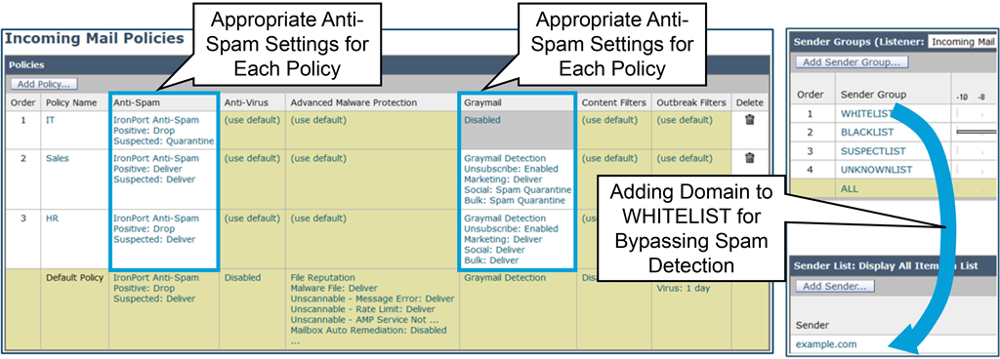 Appropriate Anti-
Spam Settings for
Each Policy
Appropriate Anti-
Spam Settings for
Each Policy
Incoming Mail Policies
Policies
Add Policy...
Order Policy Name Anti-Spam Anti-Virus Advanced Malware Protection Graymail Content Filters Outbreak Filters Delete
1 IT IronPort Anti-Spam
Positive: Drop
Suspected: Quarantine (use default) (use default) Disabled (use default) (use default)
2 Sales IronPort Anti-Spam
Positive: Deliver
Suspected: Deliver (use default) (use default) Graymail Detection
Unsubscribe: Enabled
Marketing: Deliver
Social: Spam Quarantine
Bulk: Spam Quarantine (use default) (use default)
3 HR IronPort Anti-Spam
Positive: Drop
Suspected: Deliver (use default) (use default) Graymail Detection
Unsubscribe: Enabled
Marketing: Deliver
Social: Deliver
Bulk: Deliver
Default Policy IronPort Anti-Spam
Positive: Drop
Suspected: Deliver Disabled File Reputation
Malware File: Deliver
Unscannable - Message Error: Deliver
Unscannable - Rate Limit: Deliver
Unscannable - AMP Service Not ...
Mailbox Auto Remediation: Disabled
...
Graymail Detection
Virus: 1 day
Sender Groups (Listener: Incoming Mail
Add Sender Group...
Order Sender Group -10 -8
1 WHITELIST
2 BLACKLIST
3 SUSPECTLIST
4 UNKNOWNLIST
ALL
Adding Domain to
WHITELIST for
Bypassing Spam
Detection
Sender List: Display All Items in List
Add Sender...
Sender
example.com